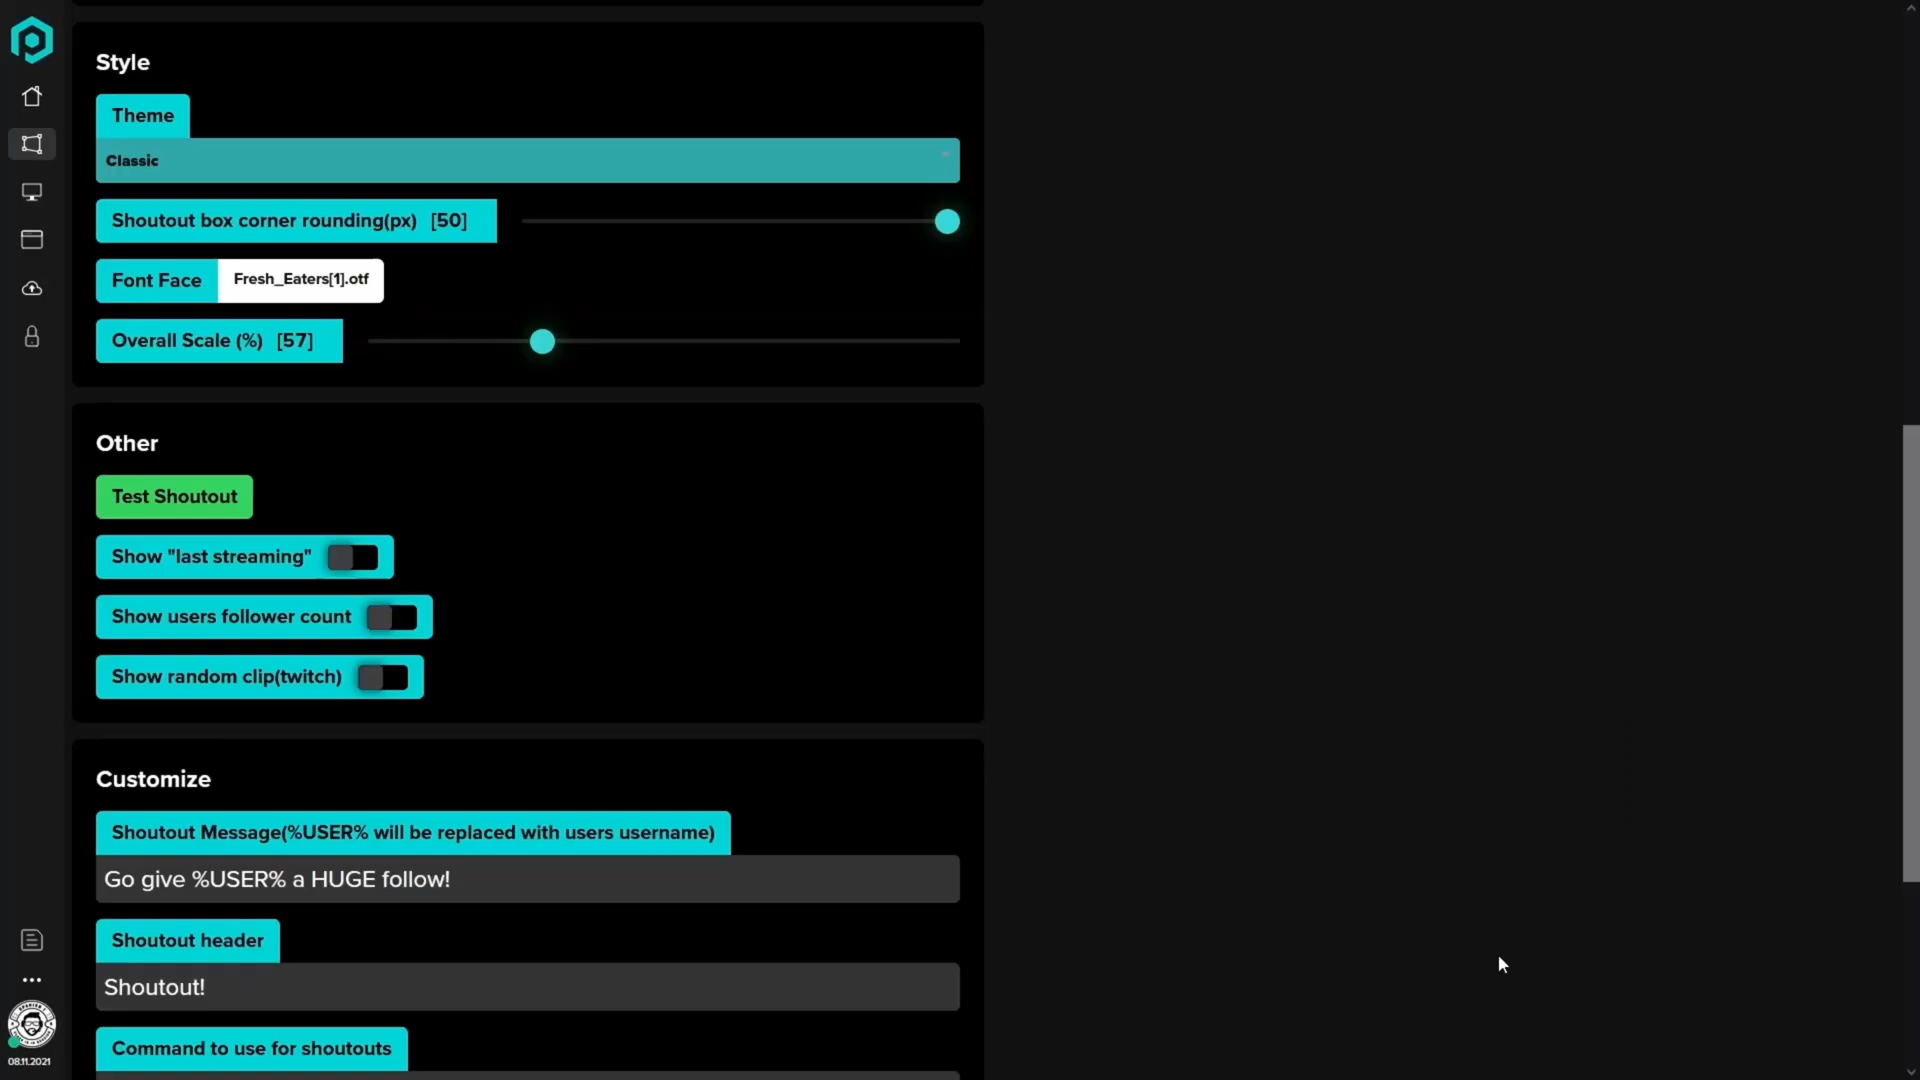 Style
Theme
Classic
Shoutout box corner rounding(px) [50]
Font Face Fresh_Eaters[1].otf
Overall Scale (%) [57]
Other
Test Shoutout
Show "last streaming"
Show users follower count
Show random clip(twitch)
Customize
Shoutout Message(%USER% will be replaced with users username)
Go give %USER% a HUGE follow!
Shoutout header
Shoutout!
Command to use for shoutouts
08.11.2021